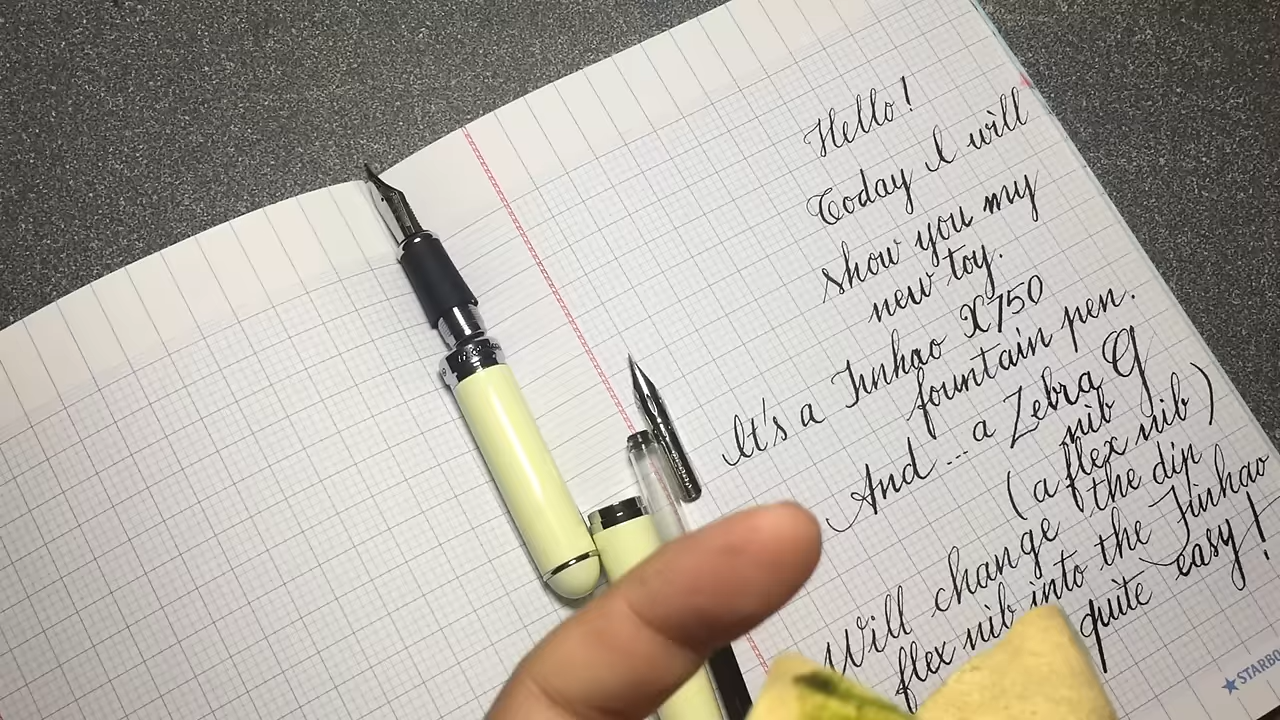 Hello!
Today I will
show you my
new toy.
It's a Jinhao X750
fountain pen.
And ... a Zebra G
nib
(a flex nib)
Will change the dip
flex nib into the Jinhao
quite easy!
STARBO